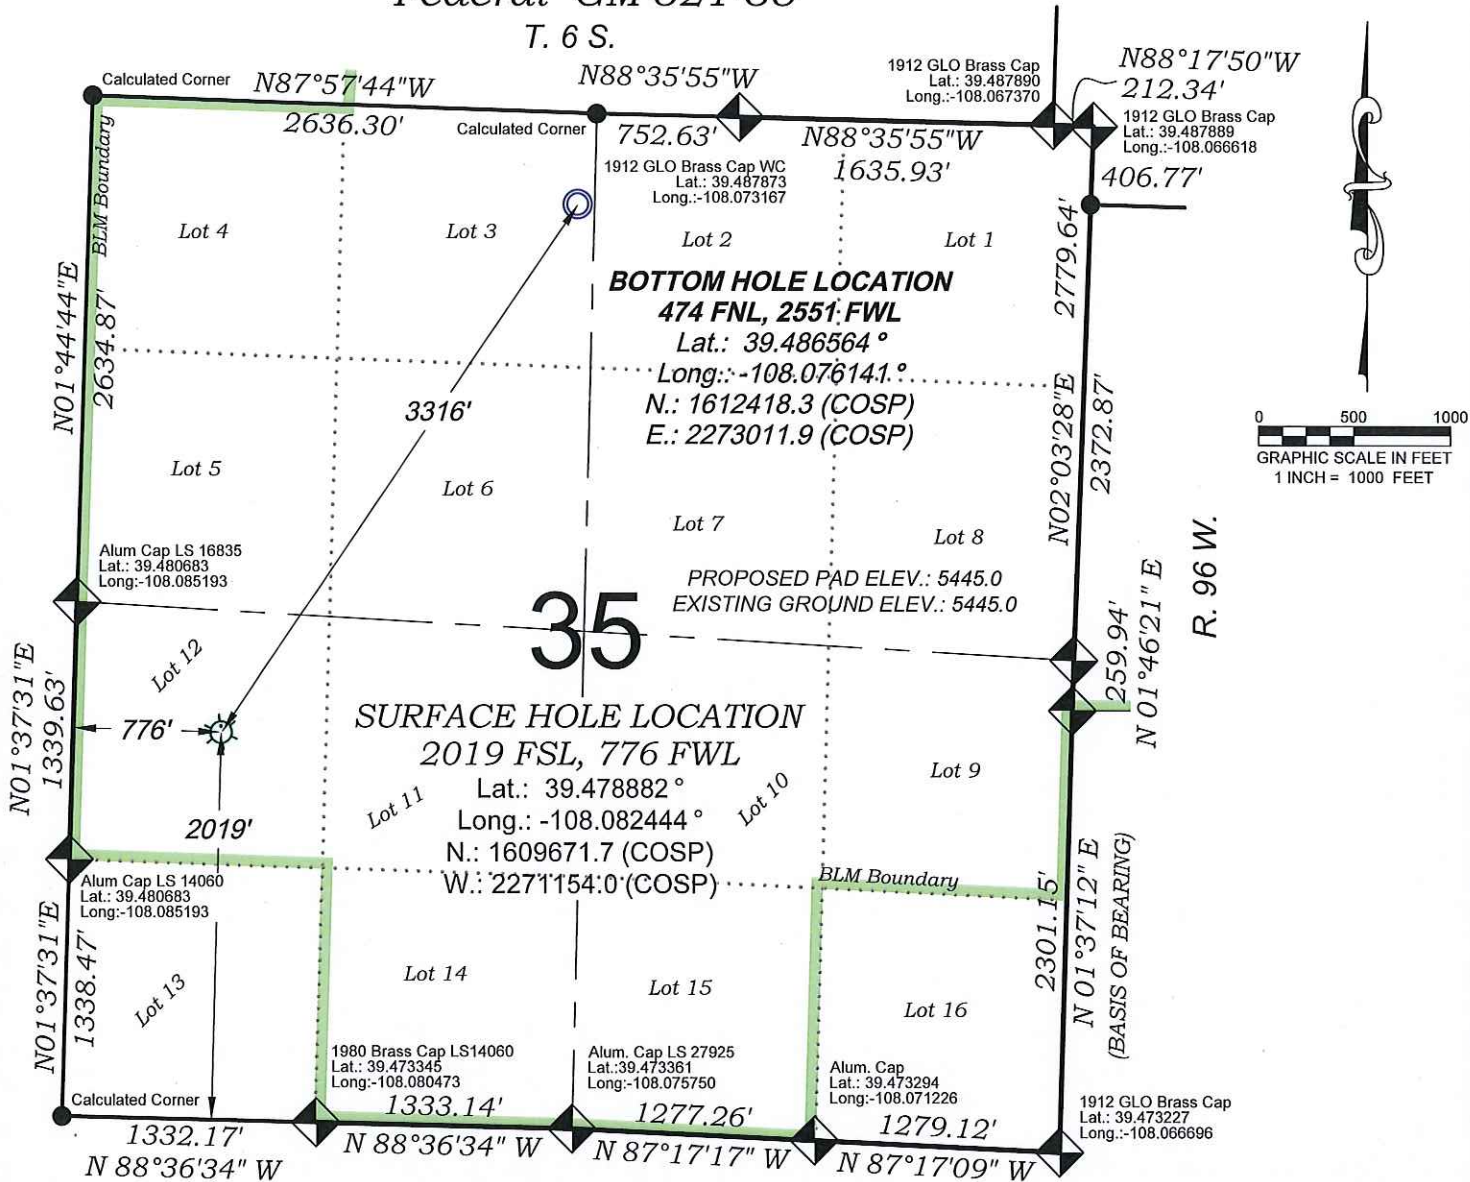 T. 6 S.
Calculated Corner
N87°57'44"W
2636.30'
N88°35'55"W
Calculated Corner
752.63'
1912 GLO Brass Cap
Lat.: 39.487890
Long.:-108.067370
N88°17'50"W
212.34'
N88°35'55"W
1635.93'
1912 GLO Brass Cap
Lat.: 39.487889
Long.:-108.066618
406.77'
1912 GLO Brass Cap WC
Lat.: 39.487873
Long.:-108.073167
BLM Boundary
Lot 4
Lot 3
Lot 2
Lot 1
2779.64'
BOTTOM HOLE LOCATION
474 FNL, 2551 FWL
Lat.: 39.486564°
Long.: -108.076141°
N.: 1612418.3 (COSP)
E.: 2273011.9 (COSP)
N01°44'44"E
2634.87'
3316'
N02°03'28"E
2372.87'
0 500 1000
GRAPHIC SCALE IN FEET
1 INCH = 1000 FEET
Lot 5
Lot 6
Lot 7
Lot 8
Alum Cap LS 16835
Lat.: 39.480683
Long:-108.085193
PROPOSED PAD ELEV.: 5445.0
EXISTING GROUND ELEV.: 5445.0
35
R. 96 W.
259.94'
N 01°46'21" E
Lot 12
N01°37'31"E
1339.63'
776'
SURFACE HOLE LOCATION
2019 FSL, 776 FWL
Lat.: 39.478882°
Long.: -108.082444°
N.: 1609671.7 (COSP)
W.: 2271154.0 (COSP)
Lot 11
Lot 10
Lot 9
2019'
BLM Boundary
Alum Cap LS 14060
Lat.: 39.480683
Long:-108.085193
N01°37'31"E
1338.47'
2301.15'
N 01°37'12" E
(BASIS OF BEARING)
Lot 13
Lot 14
Lot 15
Lot 16
1980 Brass Cap LS14060
Lat.: 39.473345
Long:-108.080473
Alum. Cap LS 27925
Lat.:39.473361
Long:-108.075750
Alum. Cap
Lat.: 39.473294
Long:-108.071226
1912 GLO Brass Cap
Lat.: 39.473227
Long.:-108.066696
Calculated Corner
1332.17'
N 88°36'34" W
1333.14'
N 88°36'34" W
1277.26'
N 87°17'17" W
1279.12'
N 87°17'09" W